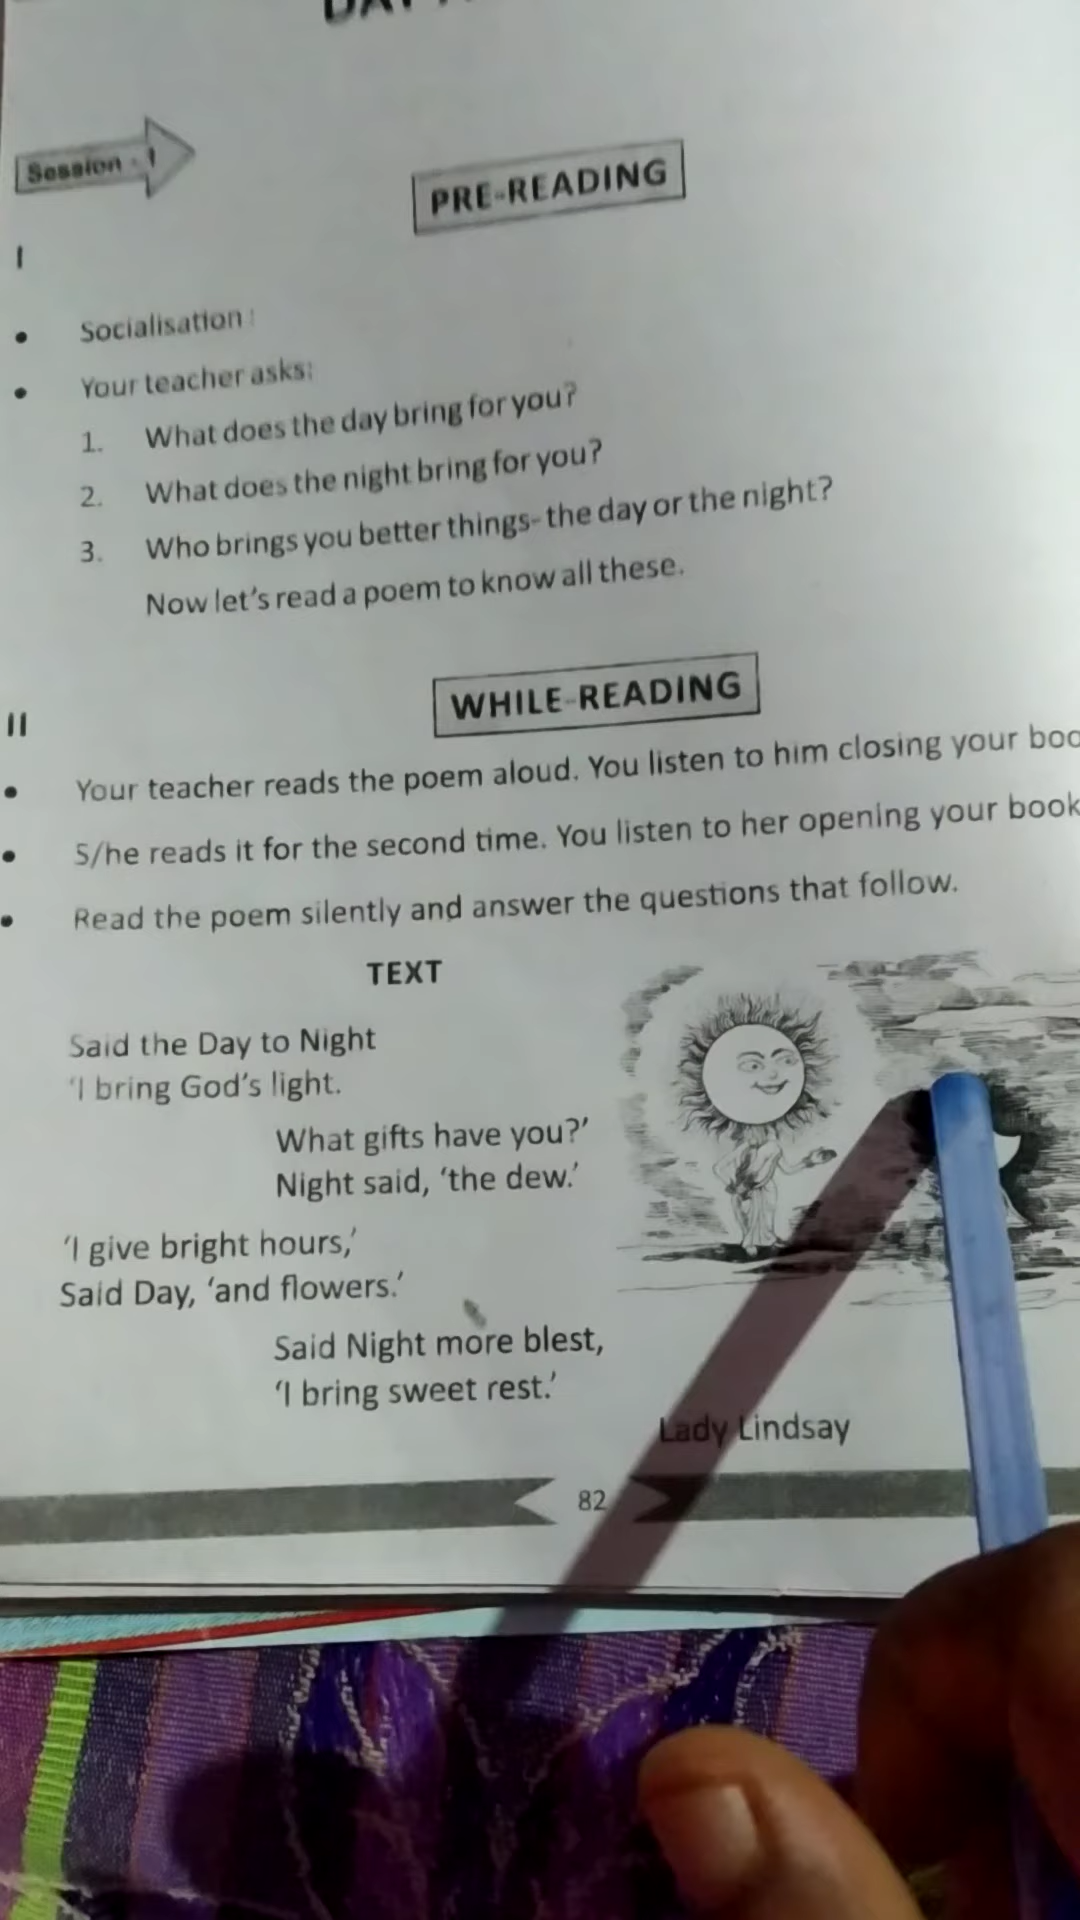 Session - 1
PRE-READING
I
• Socialisation :
• Your teacher asks:
1. What does the day bring for you?
2. What does the night bring for you?
3. Who brings you better things- the day or the night?
Now let's read a poem to know all these.
WHILE-READING
II
• Your teacher reads the poem aloud. You listen to him closing your boo
• S/he reads it for the second time. You listen to her opening your book
• Read the poem silently and answer the questions that follow.
TEXT
Said the Day to Night
'I bring God's light.
What gifts have you?'
Night said, 'the dew.'
'I give bright hours,'
Said Day, 'and flowers.'
Said Night more blest,
'I bring sweet rest.'
Lady Lindsay
82